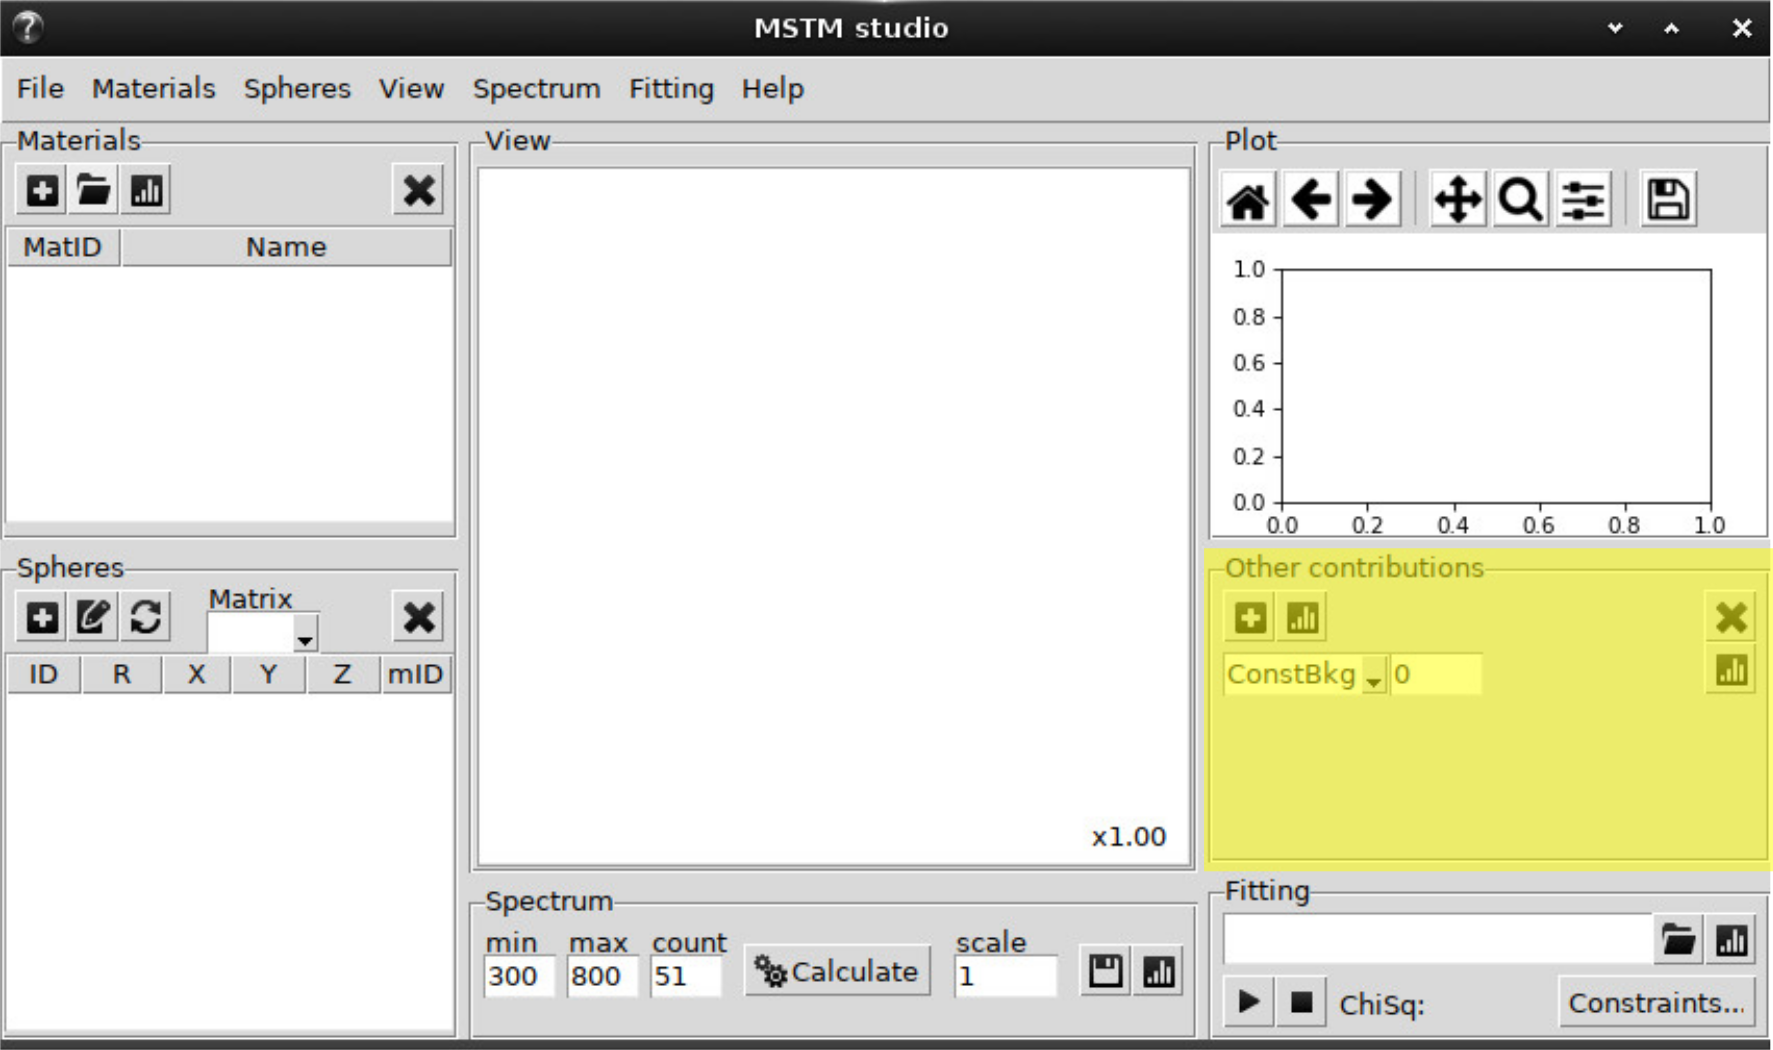 MSTM studio
File Materials Spheres View Spectrum Fitting Help
Materials
MatID Name
Spheres
Matrix
ID R X Y Z mID
View
x1.00
Spectrum
min max count scale
300 800 51 Calculate 1
Plot
1.0
0.8
0.6
0.4
0.2
0.0
0.0 0.2 0.4 0.6 0.8 1.0
Other contributions
ConstBkg 0
Fitting
ChiSq: Constraints...